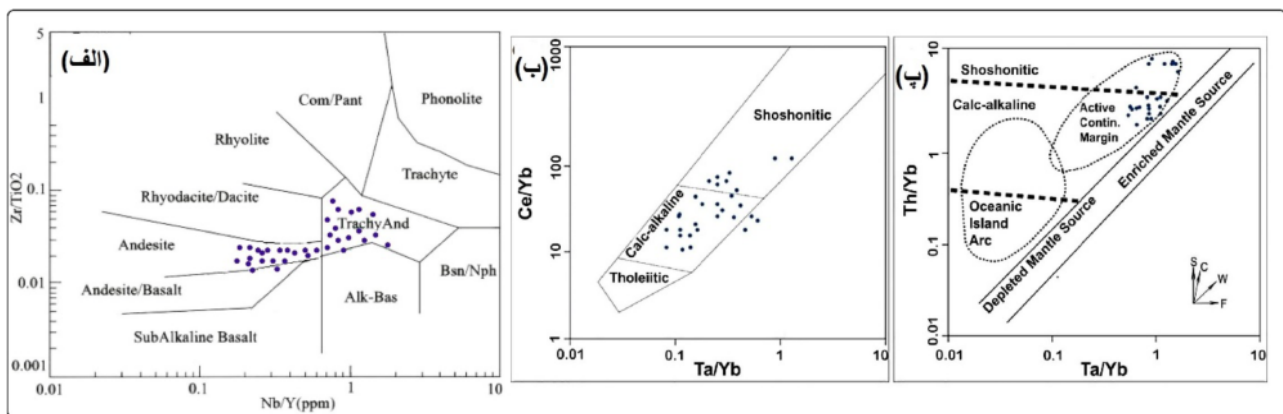 (الف)
5
1
0.1
0.01
0.001
Zr/TiO2
Com/Pant
Phonolite
Rhyolite
Trachyte
Rhyodacite/Dacite
TrachyAnd
Andesite
Andesite/Basalt
Bsn/Nph
Alk-Bas
SubAlkaline Basalt
0.01
0.1
1
10
Nb/Y(ppm)
(ب)
1000
100
10
1
Ce/Yb
Shoshonitic
Calc-alkaline
Tholeiitic
0.01
0.1
1
10
Ta/Yb
10
1
0.1
0.01
Th/Yb
Shoshonitic
Calc-alkaline
Active
Contin.
Margin
Oceanic
Island
Arc
Enriched Mantle Source
Depleted Mantle Source
S
C
W
F
0.01
0.1
1
10
Ta/Yb